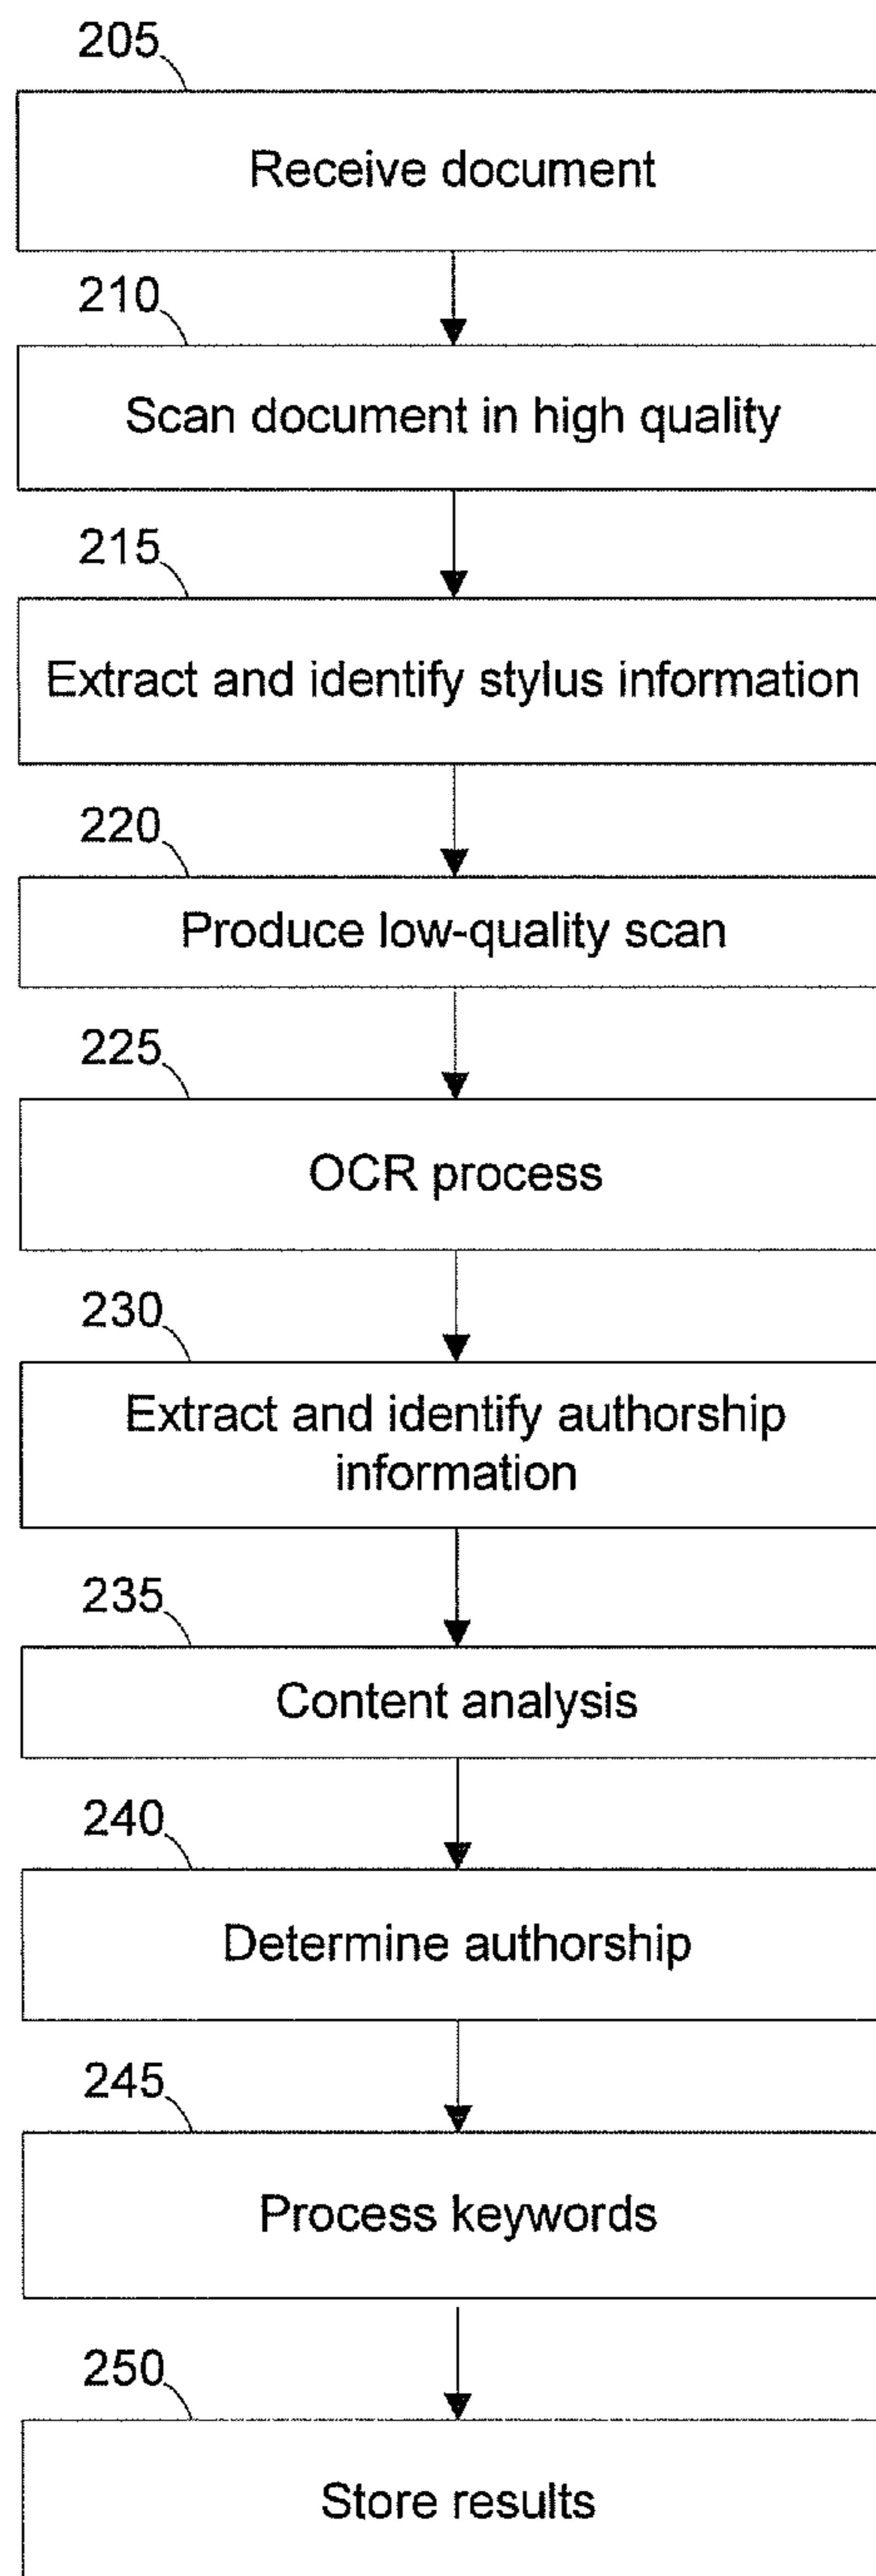 205
Receive document
210
Scan document in high quality
215
Extract and identify stylus information
220
Produce low-quality scan
225
OCR process
230
Extract and identify authorship
information
235
Content analysis
240
Determine authorship
245
Process keywords
250
Store results